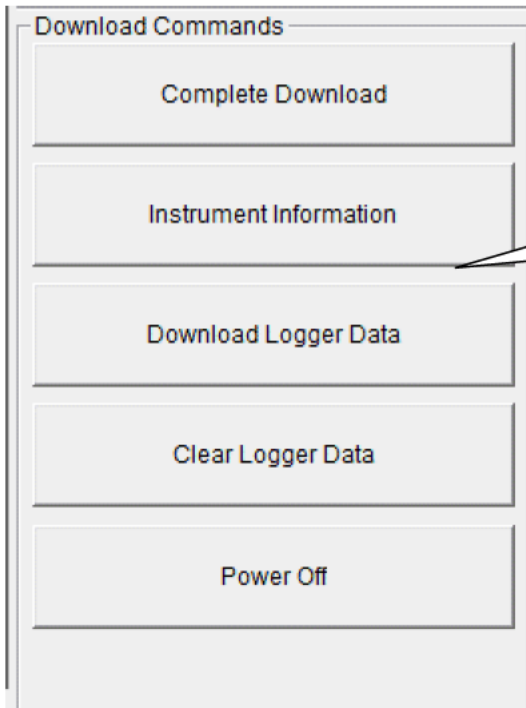 Download Commands
Complete Download
Instrument Information
Download Logger Data
Clear Logger Data
Power Off